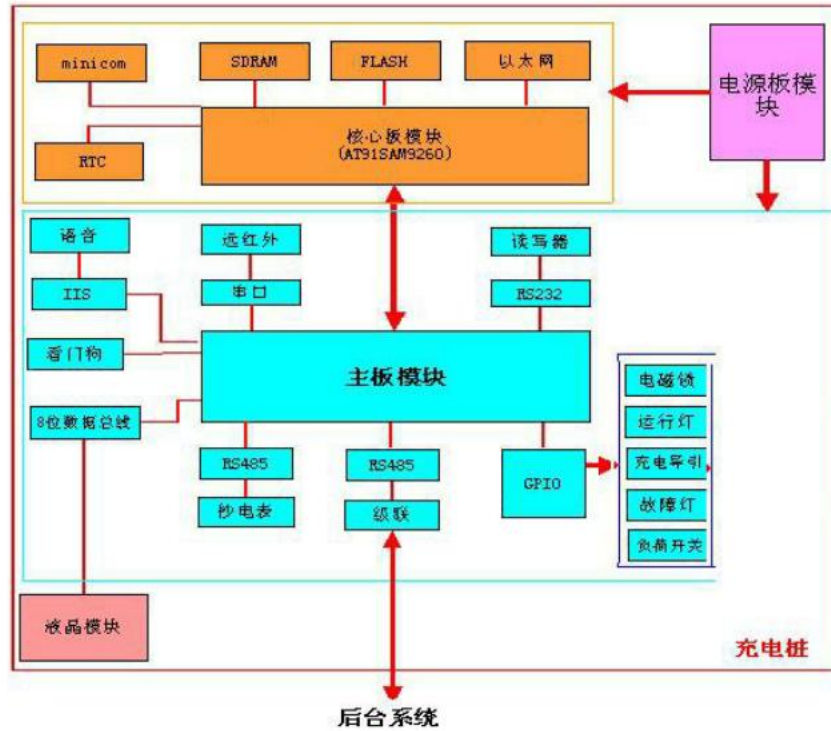 minicom
SDRAM
FLASH
以太网
电源板模
块
核心板模块
(AT91SAM9260)
RTC
语音
远红外
读写器
IIS
串口
RS232
看门狗
主板模块
电磁锁
8位数据总线
运行灯
RS485
RS485
GPIO
充电导引
秒电表
级联
故障灯
负荷开关
液晶模块
充电桩
后台系统